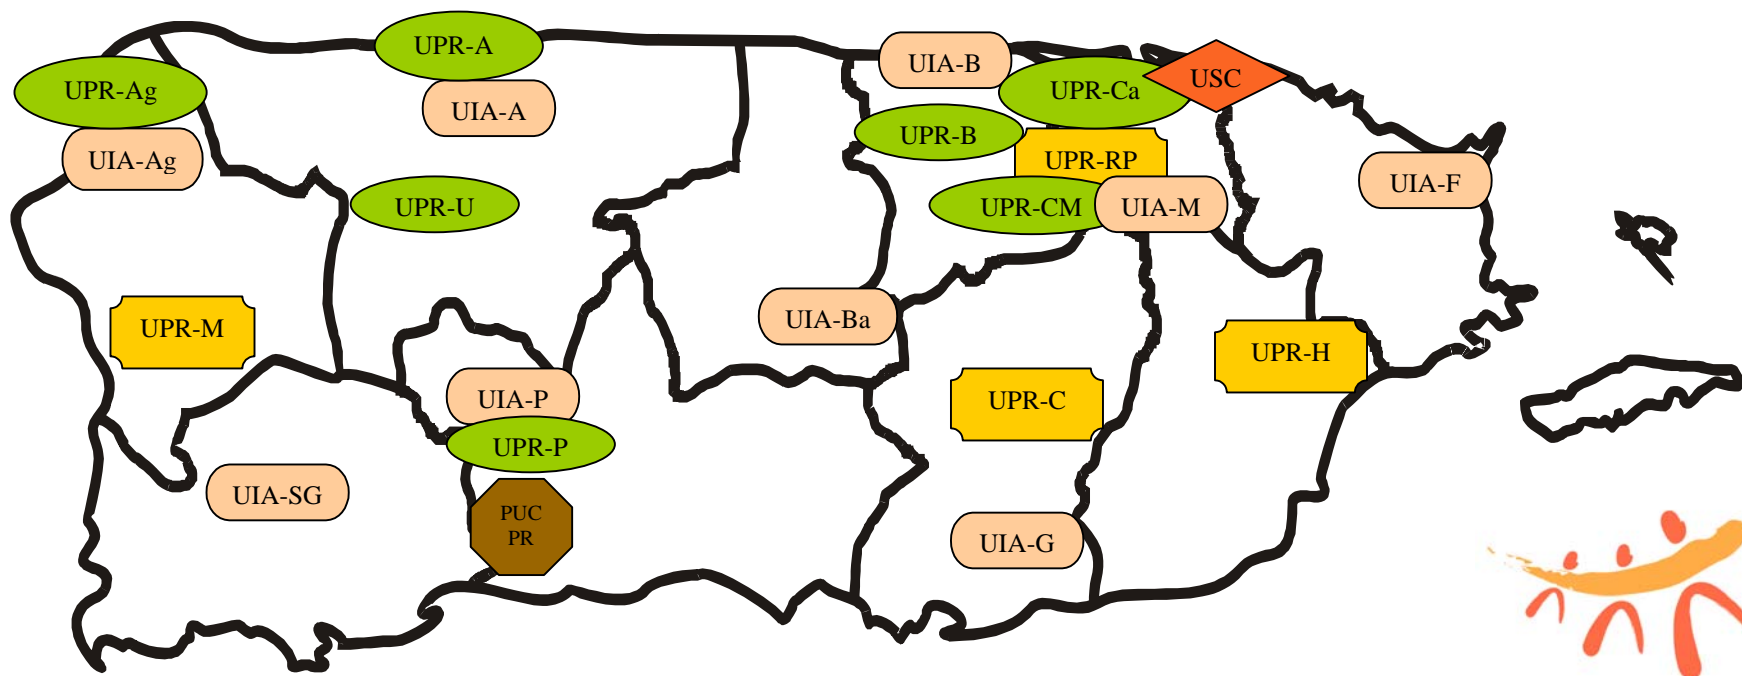 UPR-A
UIA-B
USC
UPR-Ag
UPR-Ca
UIA-A
UPR-B
UIA-Ag
UPR-RP
UIA-F
UPR-U
UPR-CM
UIA-M
UIA-Ba
UPR-M
UPR-H
UIA-P
UPR-C
UPR-P
UIA-SG
PUC
PR
UIA-G